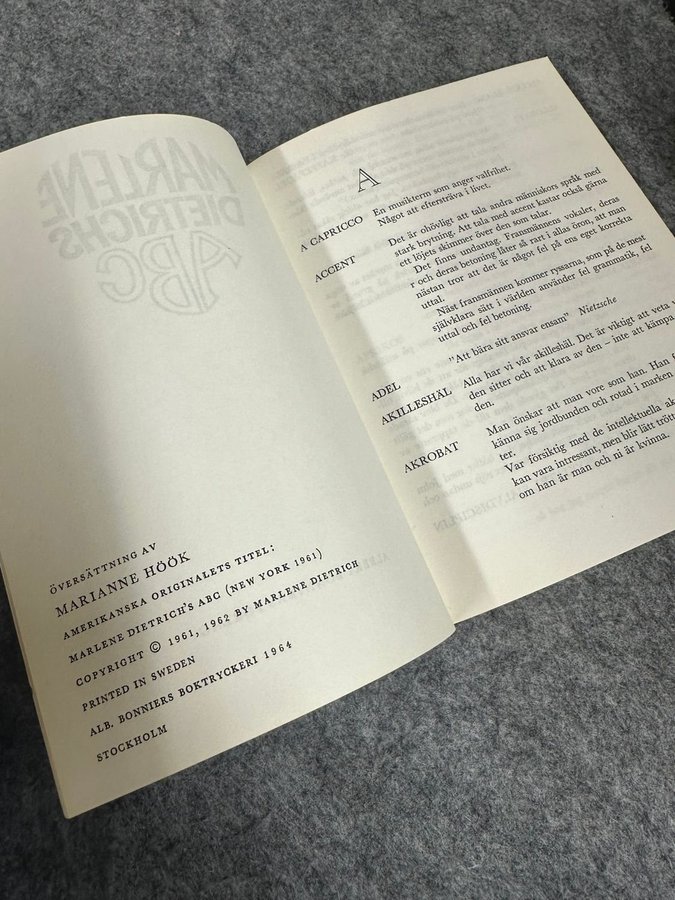 MARLENE
DIETRICHS
ABC
ÖVERSÄTTNING AV
MARIANNE HÖÖK
AMERIKANSKA ORIGINALETS TITEL:
MARLENE DIETRICH'S ABC (NEW YORK 1961)
COPYRIGHT © 1961, 1962 BY MARLENE DIETRICH
PRINTED IN SWEDEN
ALB. BONNIERS BOKTRYCKERI 1964
STOCKHOLM
A
A CAPRICCO En musikterm som anger valfrihet.
Något att eftersträva i livet.
ACCENT Det är ohövligt att tala andra människors språk med
stark brytning. Att tala med accent kastar också gärna
ett löjets skimmer över den som talar.
Det finns undantag. Fransmännens vokaler, deras
r och deras betoning låter så rart i allas öron, att man
nästan tror att det är något fel på ens eget korrekta
uttal.
Näst fransmännen kommer ryssarna, som på de mest
självklara sätt i världen använder fel grammatik, fel
uttal och fel betoning.
ADEL ”Att bära sitt ansvar ensam” Nietzsche
AKILLESHÄL Alla har vi vår akilleshäl. Det är viktigt att veta v
den sitter och att klara av den – inte att kämpa
den.
AKROBAT Man önskar att man vore som han. Han
känna sig jordbunden och rotad i marken
ter.
Var försiktig med de intellektuella ak
kan vara intressant, men blir lätt trött
om han är man och ni är kvinna.